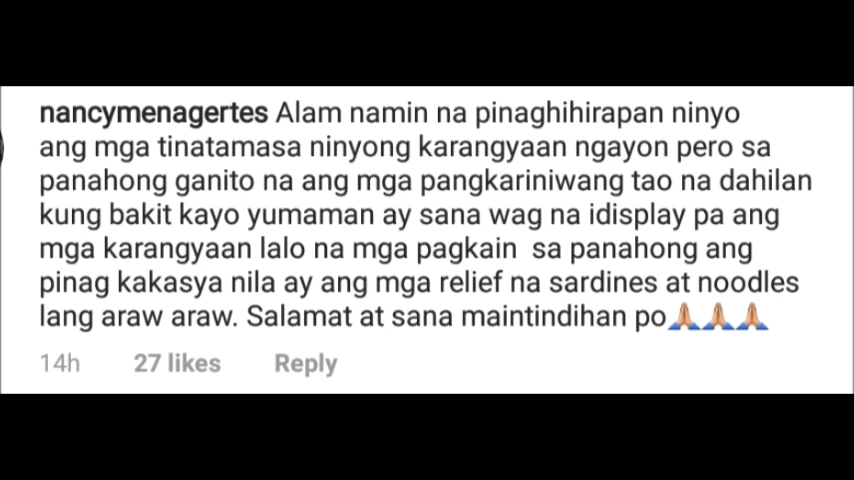 nancymenagertes Alam namin na pinaghihirapan ninyo
ang mga tinatamasa ninyong karangyaan ngayon pero sa
panahong ganito na ang mga pangkariniwang tao na dahilan
kung bakit kayo yumaman ay sana wag na idisplay pa ang
mga karangyaan lalo na mga pagkain  sa panahong ang
pinag kakasya nila ay ang mga relief na sardines at noodles
lang araw araw. Salamat at sana maintindihan po🙏🏼🙏🏼🙏🏼
14h 27 likes Reply